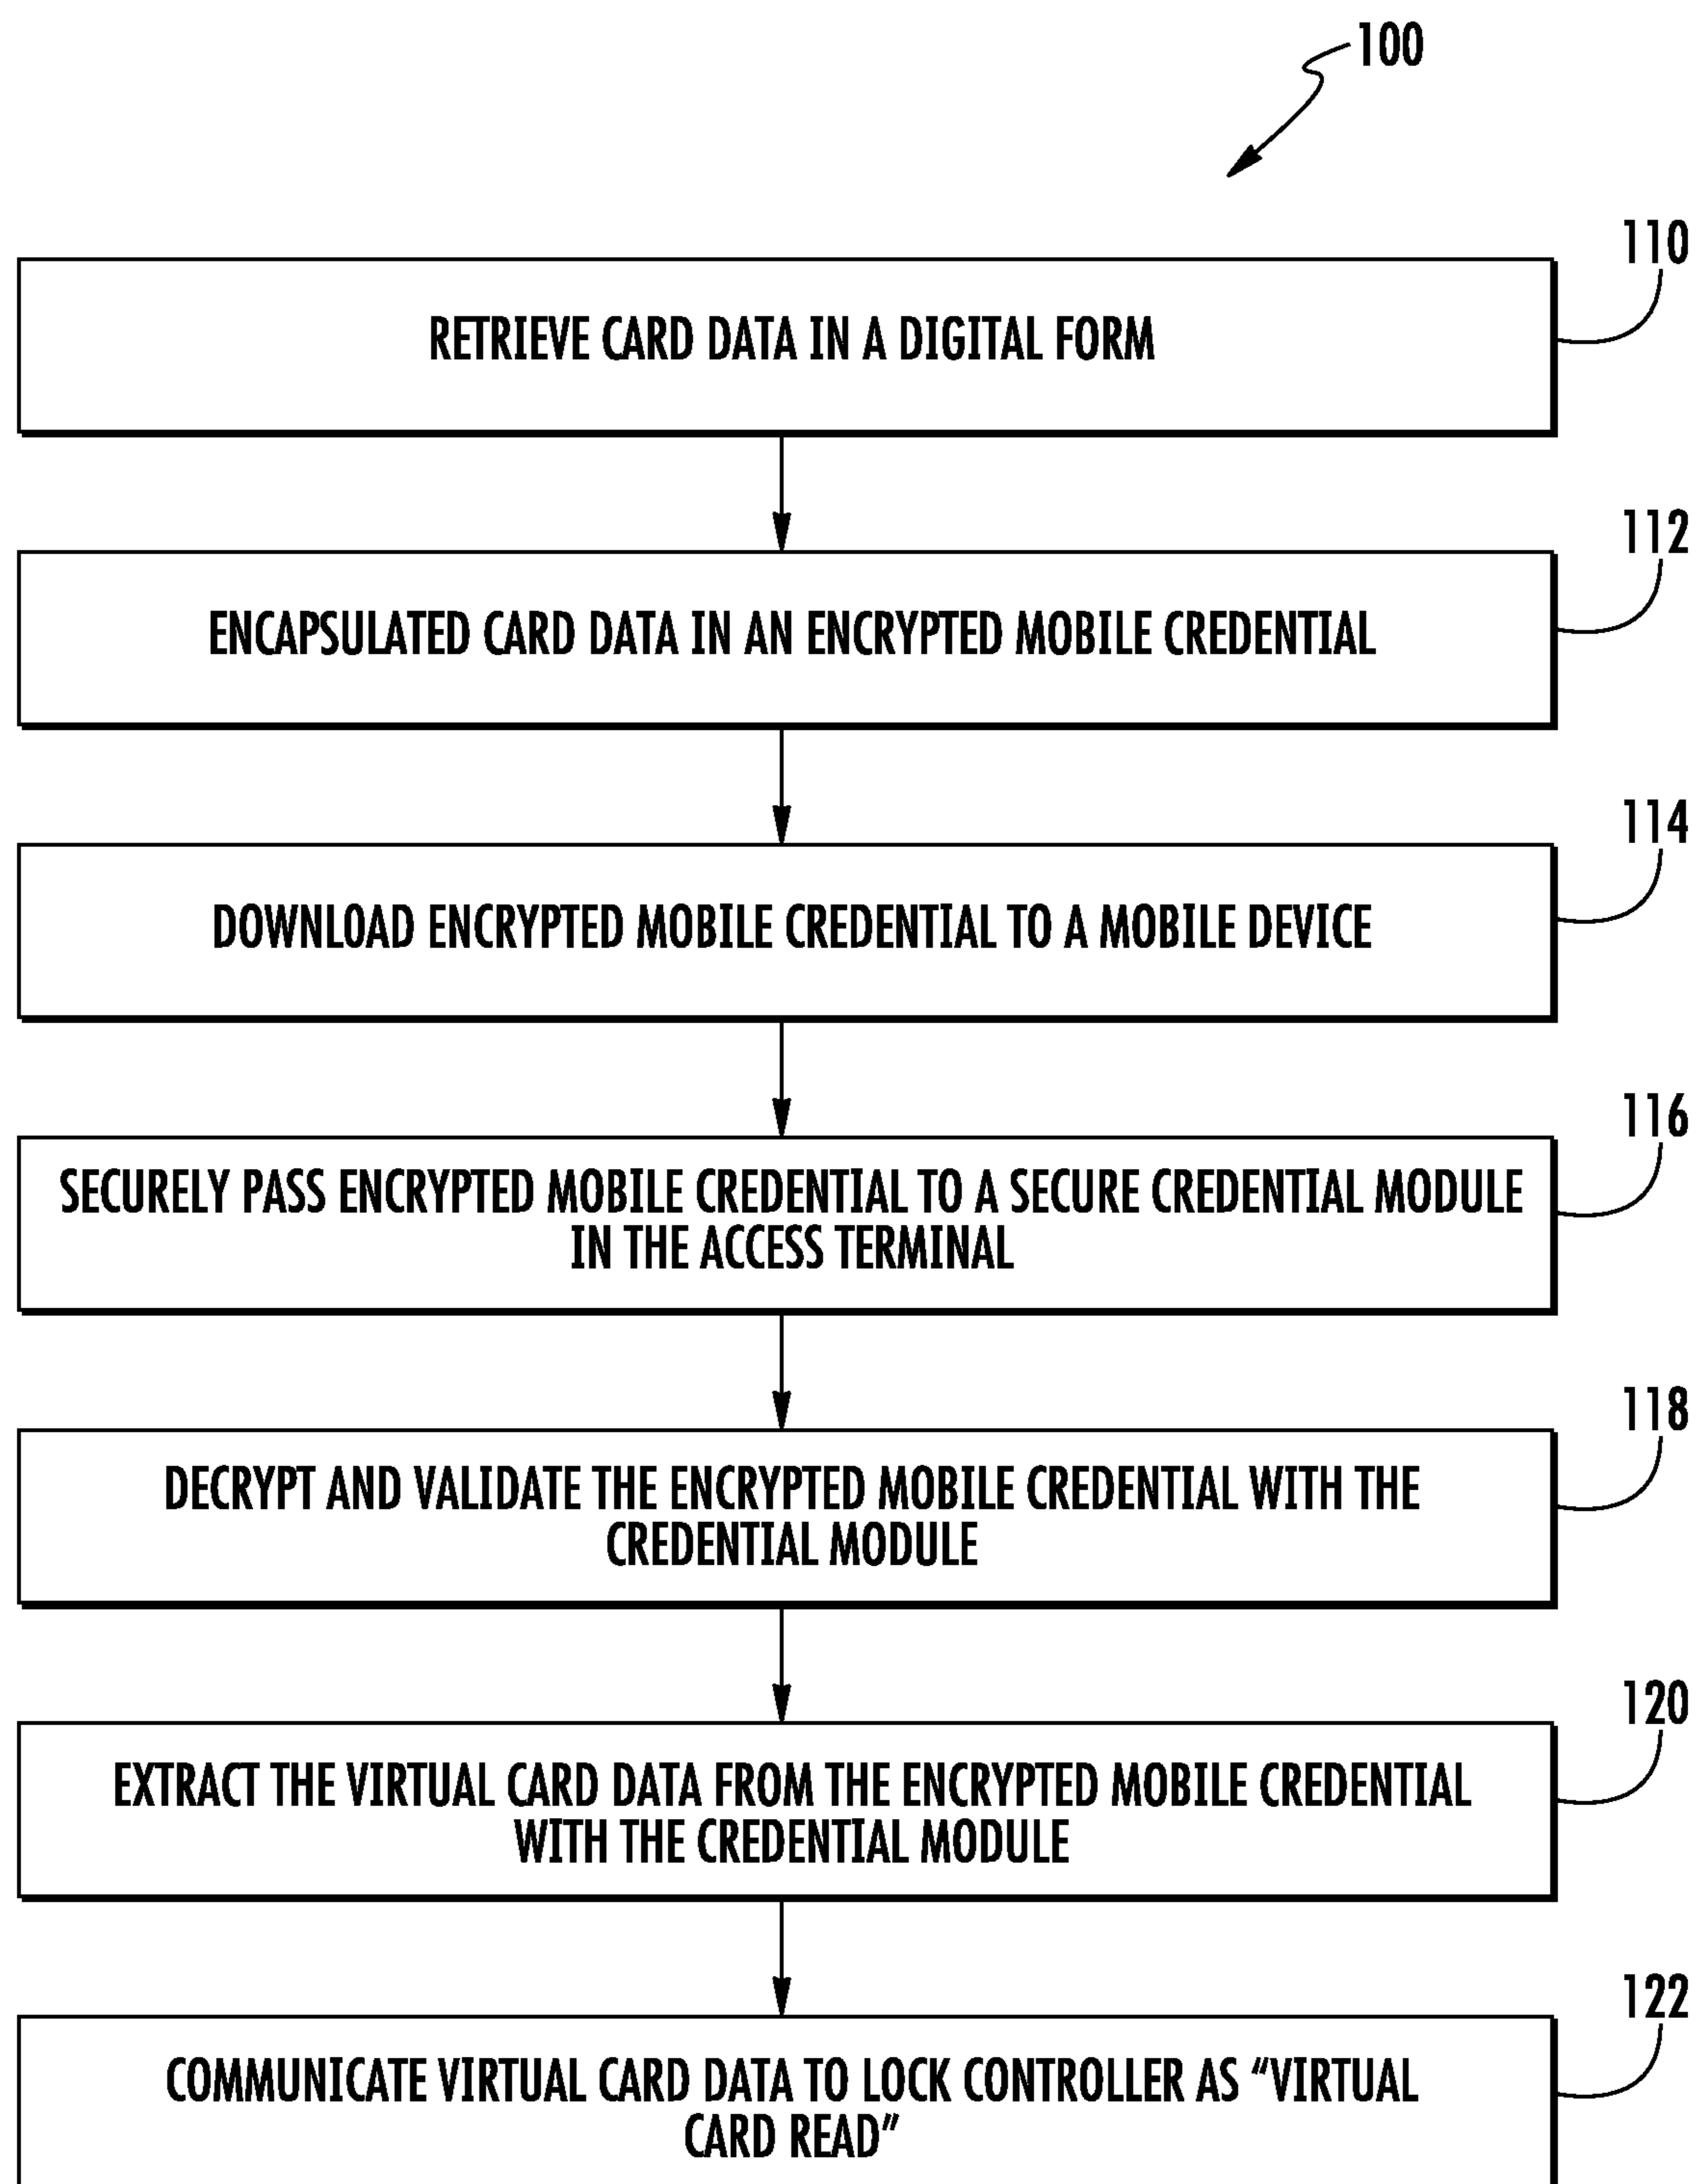 100
110
RETRIEVE CARD DATA IN A DIGITAL FORM
112
ENCAPSULATED CARD DATA IN AN ENCRYPTED MOBILE CREDENTIAL
114
DOWNLOAD ENCRYPTED MOBILE CREDENTIAL TO A MOBILE DEVICE
116
SECURELY PASS ENCRYPTED MOBILE CREDENTIAL TO A SECURE CREDENTIAL MODULE
IN THE ACCESS TERMINAL
118
DECRYPT AND VALIDATE THE ENCRYPTED MOBILE CREDENTIAL WITH THE
CREDENTIAL MODULE
120
EXTRACT THE VIRTUAL CARD DATA FROM THE ENCRYPTED MOBILE CREDENTIAL
WITH THE CREDENTIAL MODULE
122
COMMUNICATE VIRTUAL CARD DATA TO LOCK CONTROLLER AS “VIRTUAL
CARD READ”